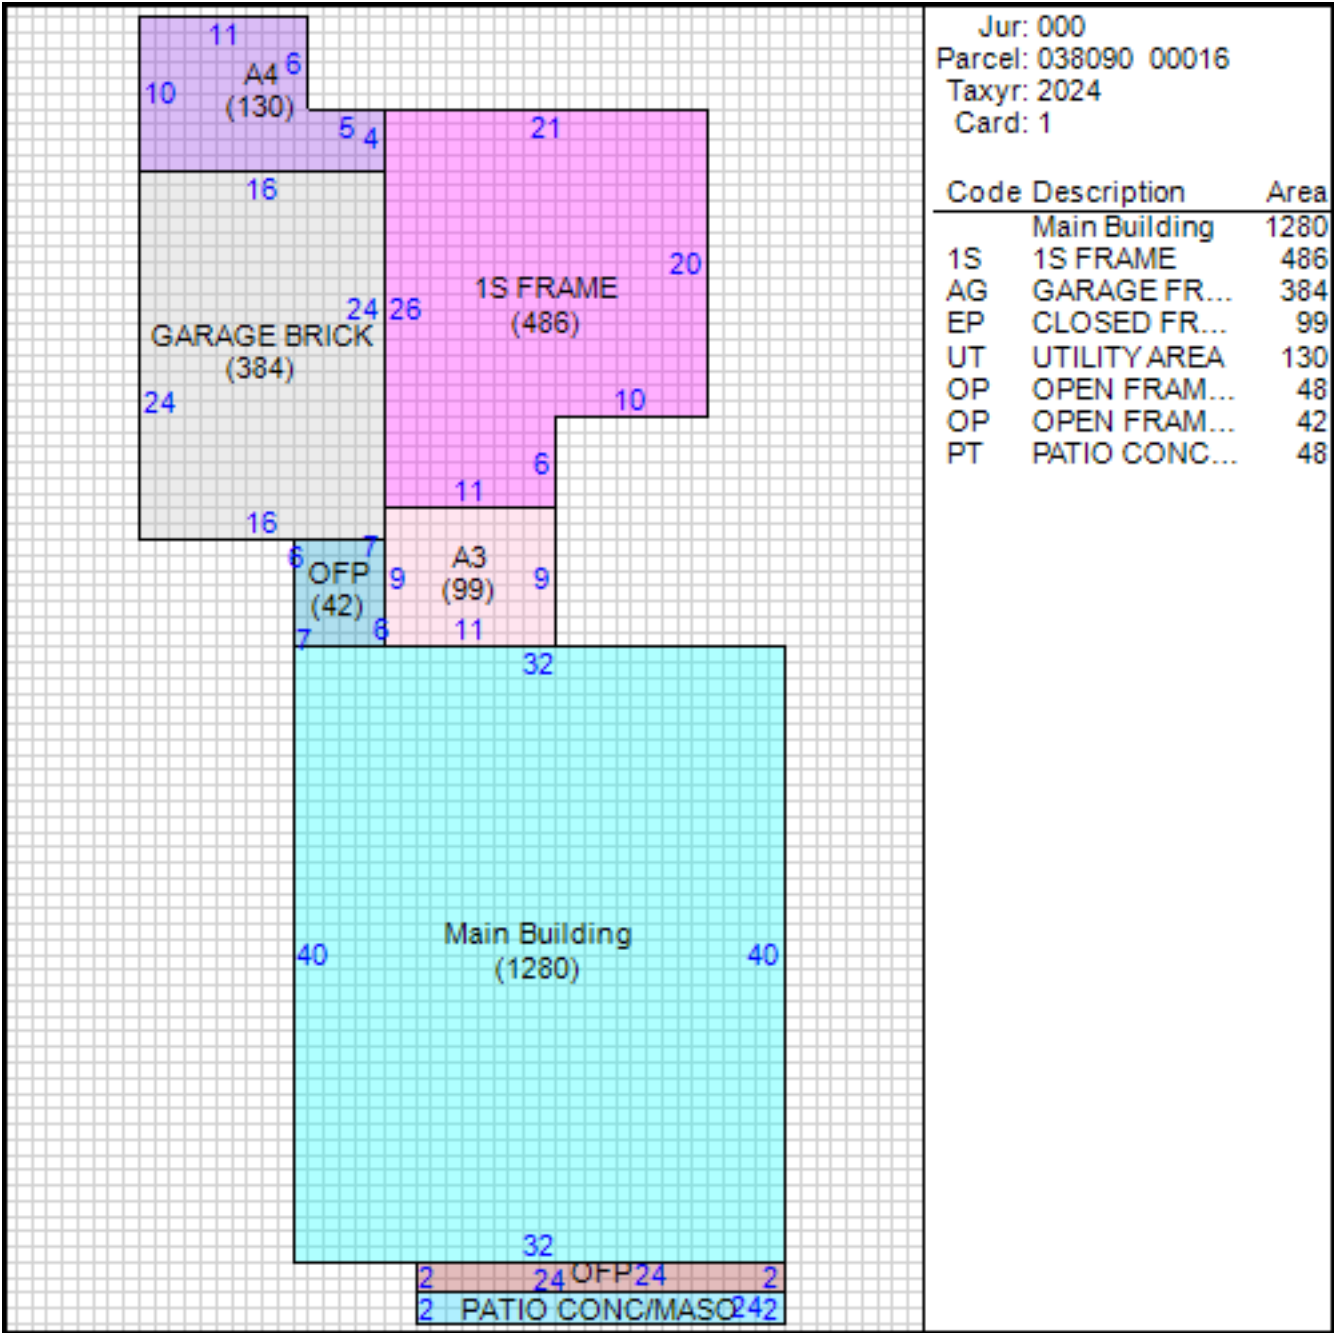 11
6
A4
10
(130)
5
4
21
16
20
1S FRAME
24
26
(486)
GARAGE BRICK
(384)
24
10
6
11
16
7
6
A3
OFP
9
(99)
9
(42)
7
6
11
32
Main Building
40
(1280)
40
32
OFP
2
24
24
2
2
PATIO CONC/MASO
24
2
Jur: 000
Parcel: 038090 00016
Taxyr: 2024
Card: 1
Code Description Area
Main Building 1280
1S 1S FRAME 486
AG GARAGE FR... 384
EP CLOSED FR... 99
UT UTILITY AREA 130
OP OPEN FRAM... 48
OP OPEN FRAM... 42
PT PATIO CONC... 48